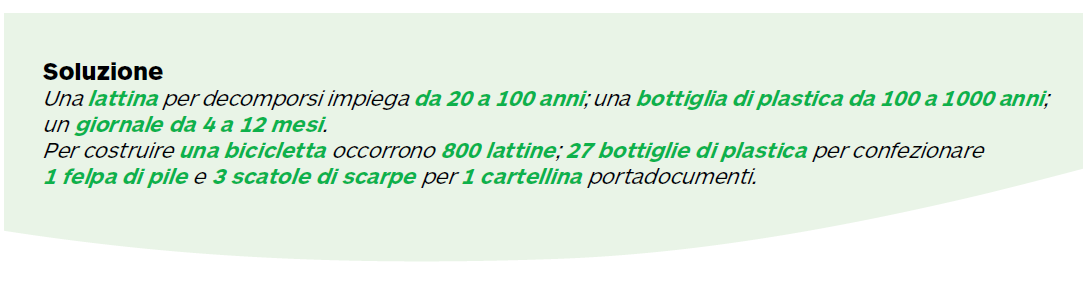 Soluzione
Una lattina per decomporsi impiega da 20 a 100 anni; una bottiglia di plastica da 100 a 1000 anni;
un giornale da 4 a 12 mesi.
Per costruire una bicicletta occorrono 800 lattine; 27 bottiglie di plastica per confezionare
1 felpa di pile e 3 scatole di scarpe per 1 cartellina portadocumenti.